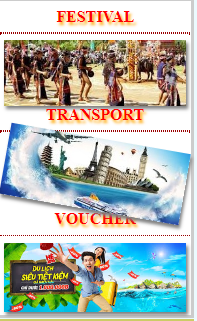 FESTIVAL
TRANSPORT
VOUCHER
DU LỊCH
SIÊU TIẾT KIỆM